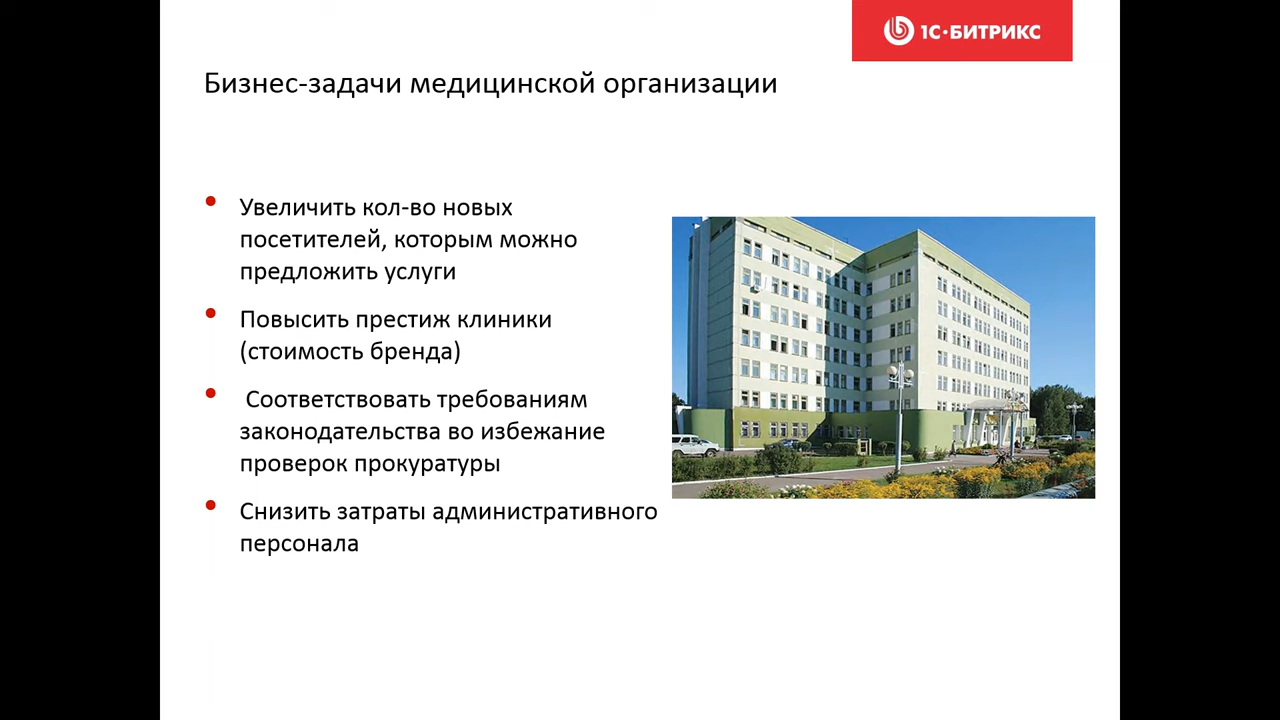 1С•БИТРИКС
Бизнес-задачи медицинской организации
• Увеличить кол-во новых
посетителей, которым можно
предложить услуги
• Повысить престиж клиники
(стоимость бренда)
• Соответствовать требованиям
законодательства во избежание
проверок прокуратуры
• Снизить затраты административного
персонала